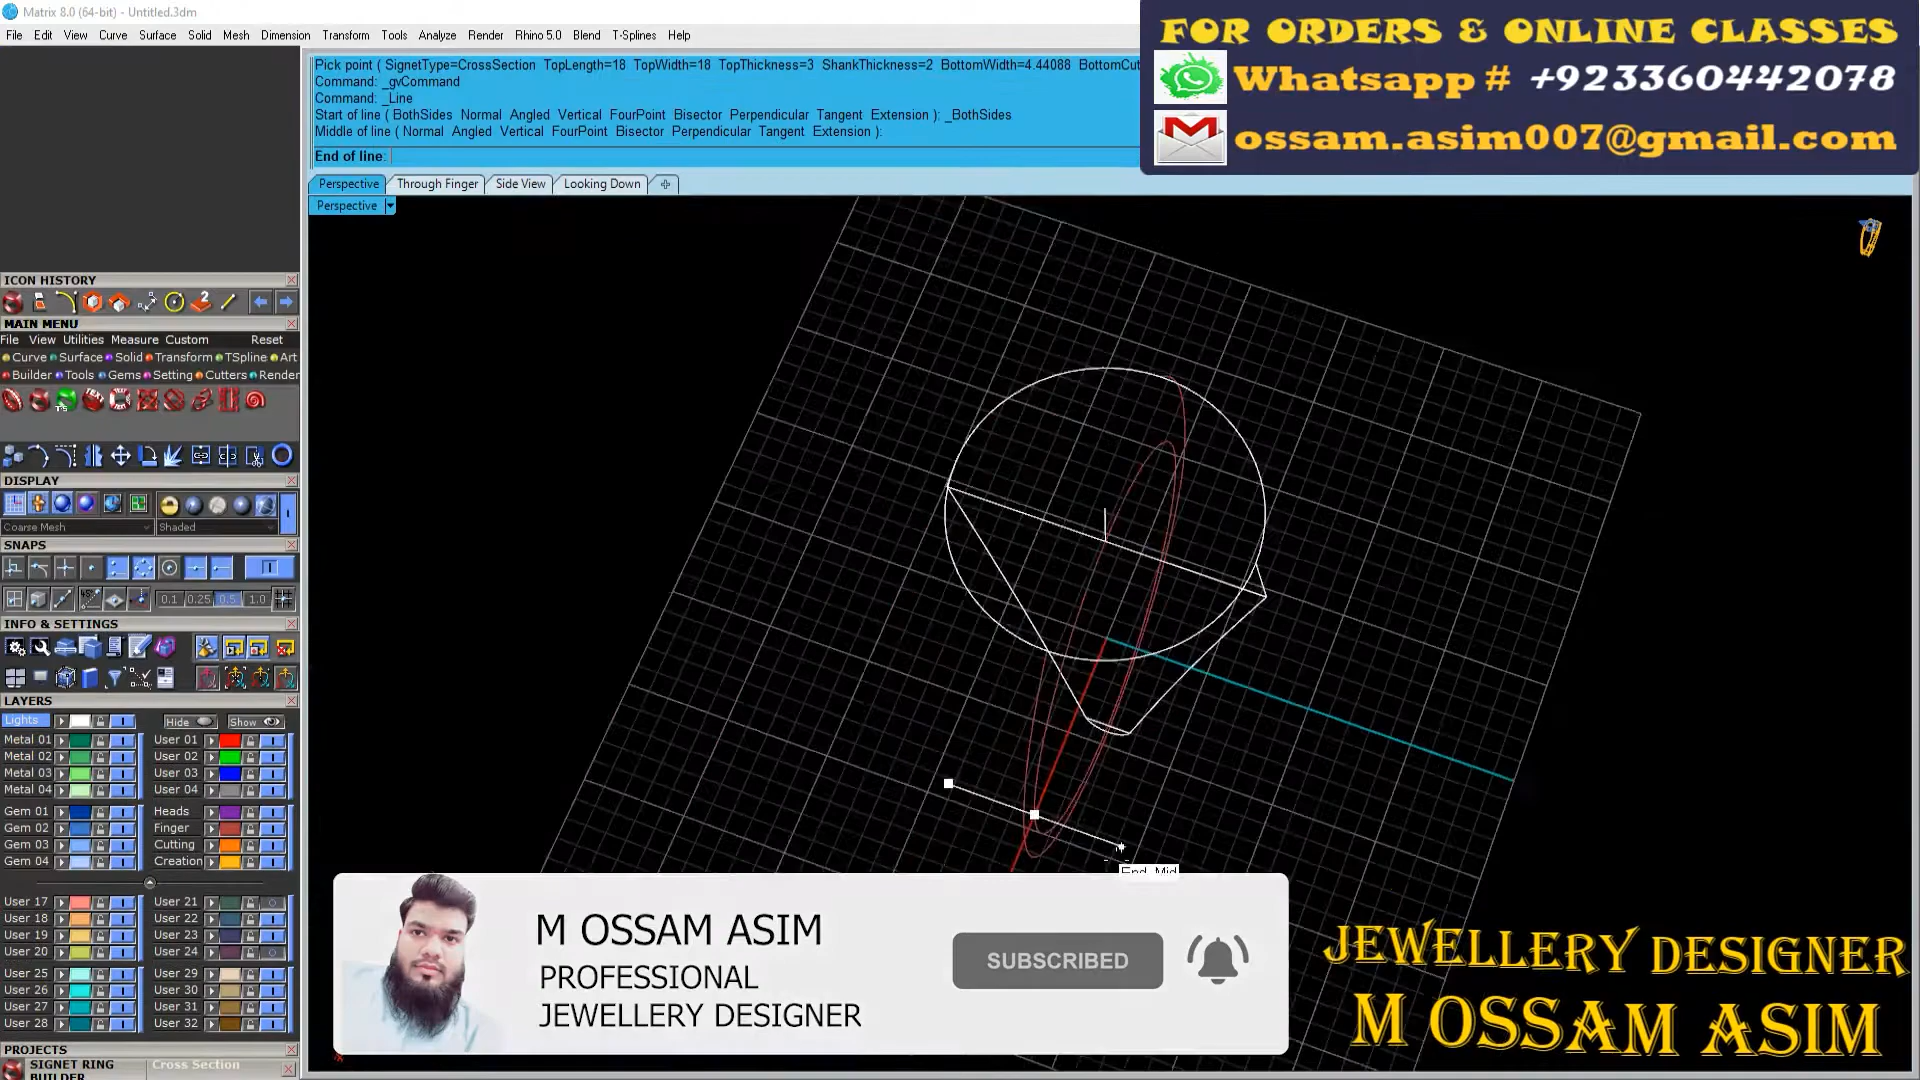 Matrix 8.0 (64-bit) - Untitled.3dm
File Edit View Curve Surface Solid Mesh Dimension Transform Tools Analyze Render Rhino 5.0 Blend T-Splines Help
Pick point ( SignetType=CrossSection TopLength=18 TopWidth=18 TopThickness=3 ShankThickness=2 BottomWidth=4.44088 BottomCut
Command: _gvCommand
Command: _Line
Start of line ( BothSides Normal Angled Vertical FourPoint Bisector Perpendicular Tangent Extension ): _BothSides
Middle of line ( Normal Angled Vertical FourPoint Bisector Perpendicular Tangent Extension ):
End of line:
FOR ORDERS & ONLINE CLASSES
Whatsapp # +923360442078
ossam.asim007@gmail.com
Perspective Through Finger Side View Looking Down
Perspective
ICON HISTORY
MAIN MENU
File View Utilities Measure Custom Reset
Curve Surface Solid Transform TSpline Art
Builder Tools Gems Setting Cutters Render
DISPLAY
Coarse Mesh Shaded
SNAPS
0.1 0.25 0.5 1.0
INFO & SETTINGS
LAYERS
Lights Hide Show
Metal 01 User 01
Metal 02 User 02
Metal 03 User 03
Metal 04 User 04
Gem 01 Heads
Gem 02 Finger
Gem 03 Cutting
Gem 04 Creation
User 17 User 21
User 18 User 22
User 19 User 23
User 20 User 24
User 25 User 29
User 26 User 30
User 27 User 31
User 28 User 32
PROJECTS
SIGNET RING BUILDER
Cross Section
End, Mid
M OSSAM ASIM
PROFESSIONAL
JEWELLERY DESIGNER
SUBSCRIBED
JEWELLERY DESIGNER
M OSSAM ASIM